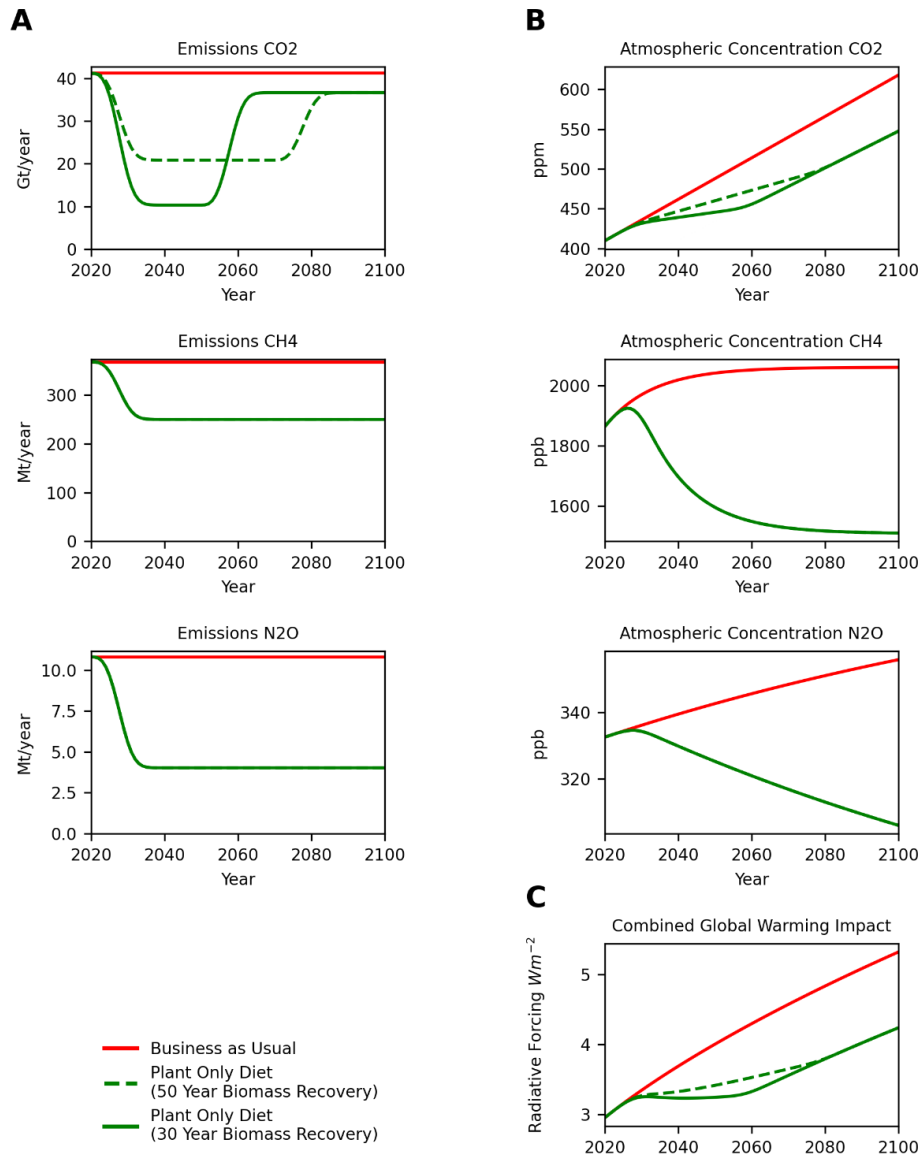 A
B
Emissions CO2
Gt/year
40
30
20
10
0
2020 2040 2060 2080 2100
Year
Atmospheric Concentration CO2
ppm
600
550
500
450
400
2020 2040 2060 2080 2100
Year
Emissions CH4
Mt/year
300
200
100
0
2020 2040 2060 2080 2100
Year
Atmospheric Concentration CH4
ppb
2000
1800
1600
2020 2040 2060 2080 2100
Year
Emissions N2O
Mt/year
10.0
7.5
5.0
2.5
0.0
2020 2040 2060 2080 2100
Year
Atmospheric Concentration N2O
ppb
340
320
2020 2040 2060 2080 2100
Year
C
Combined Global Warming Impact
Radiative Forcing Wm⁻²
5
4
3
2020 2040 2060 2080 2100
Year
Business as Usual
Plant Only Diet
(50 Year Biomass Recovery)
Plant Only Diet
(30 Year Biomass Recovery)